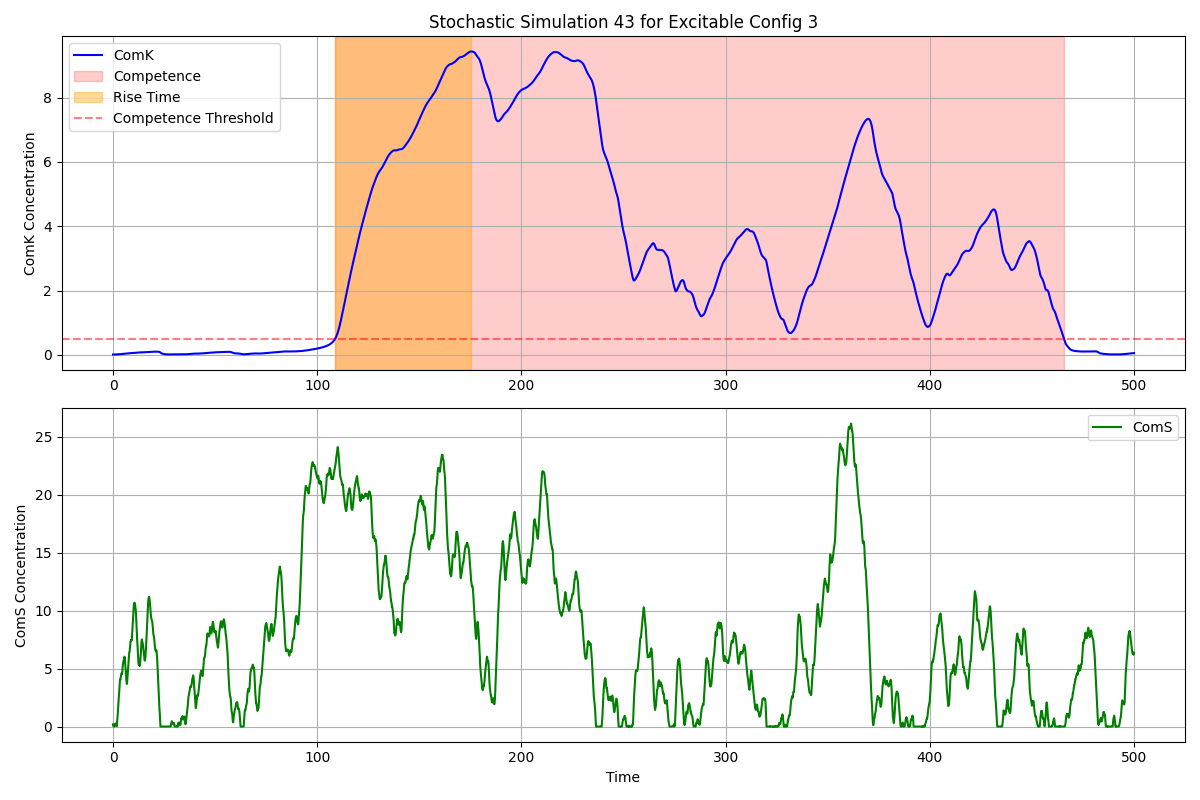 Stochastic Simulation 43 for Excitable Config 3
ComK
Competence
Rise Time
Competence Threshold
ComK Concentration
8
6
4
2
0
0 100 200 300 400 500
ComS
ComS Concentration
25
20
15
10
5
0
0 100 200 300 400 500
Time